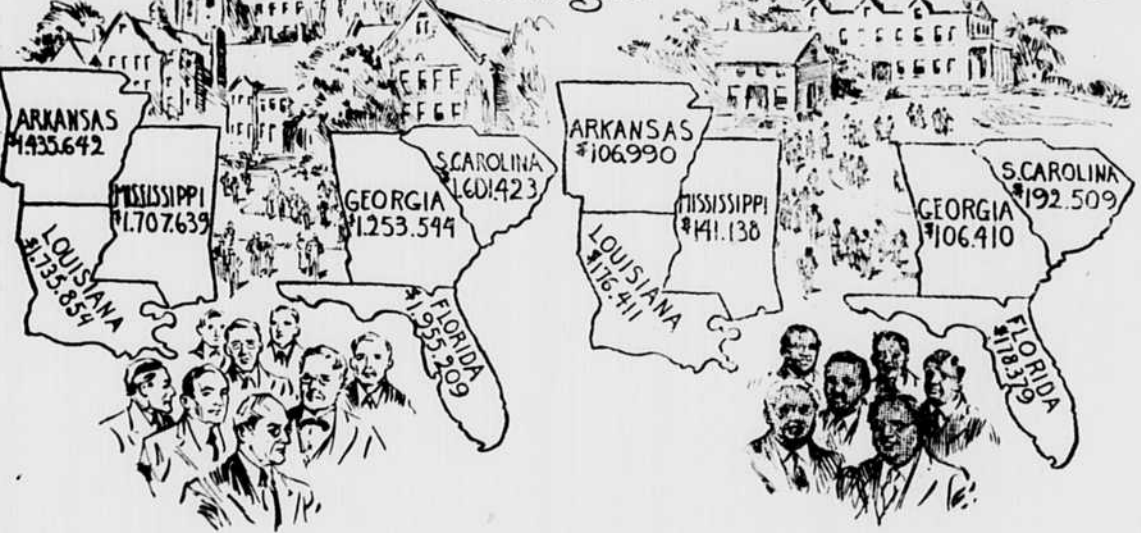 ARKANSAS
$1.435.642
MISSISSIPPI
$1.707.639
LOUISIANA
$1.735.854
GEORGIA
$1.253.544
S.CAROLINA
$1.601.423
FLORIDA
$1.955.209
ARKANSAS
$106.990
MISSISSIPPI
$141.138
LOUISIANA
$176.411
GEORGIA
$106.410
S.CAROLINA
$192.509
FLORIDA
$178.379